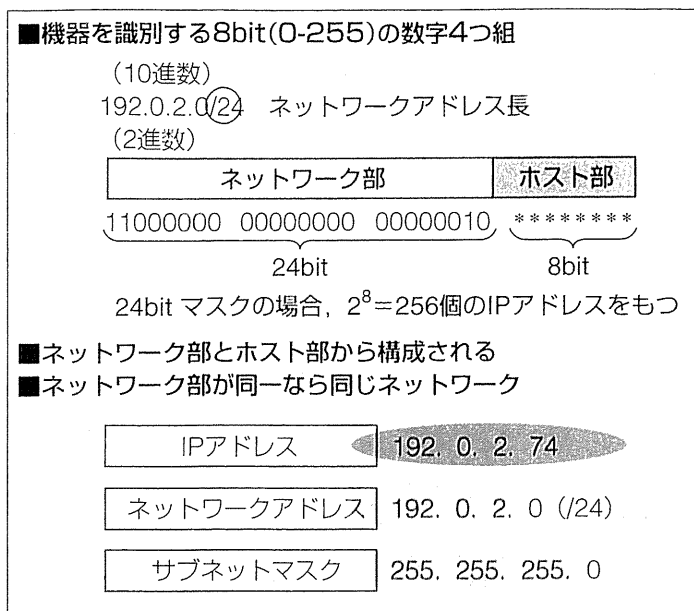 ■機器を識別する8bit(0-255)の数字4つ組
（10進数）
192.0.2.0/24 ネットワークアドレス長
（2進数）
ネットワーク部 ホスト部
11000000 00000000 00000010 ********
24bit 8bit
24bit マスクの場合，2⁸＝256個のIPアドレスをもつ
■ネットワーク部とホスト部から構成される
■ネットワーク部が同一なら同じネットワーク
IPアドレス 192. 0. 2. 74
ネットワークアドレス 192. 0. 2. 0 (/24)
サブネットマスク 255. 255. 255. 0